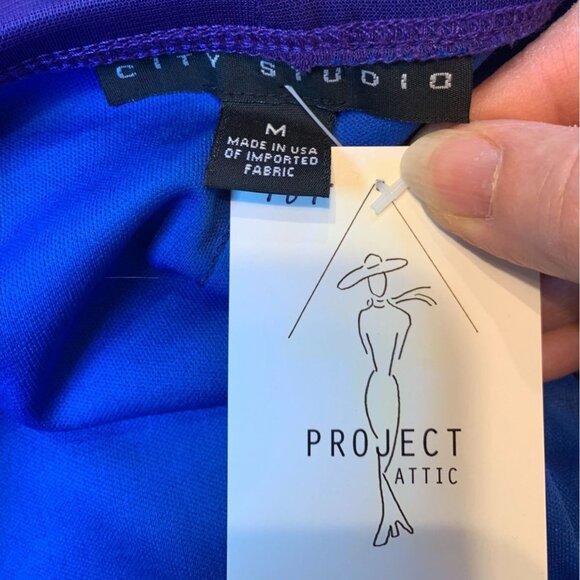 CITY STUDIO
M
MADE IN USA
OF IMPORTED
FABRIC
PROJECT
ATTIC